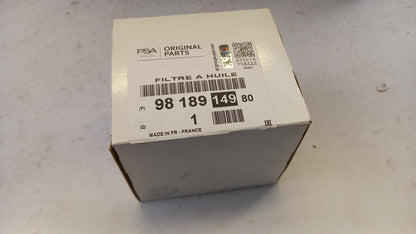 PSA ORIGINAL PARTS
FILTRE A HUILE
(P) 98 189 149 80
(Q) 1
MADE IN FR - FRANCE
EAC